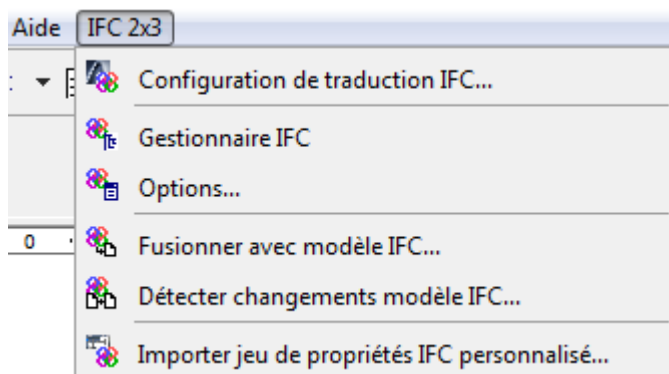 Aide IFC 2x3
Configuration de traduction IFC...
Gestionnaire IFC
Options...
0
Fusionner avec modèle IFC...
Détecter changements modèle IFC...
Importer jeu de propriétés IFC personnalisé...